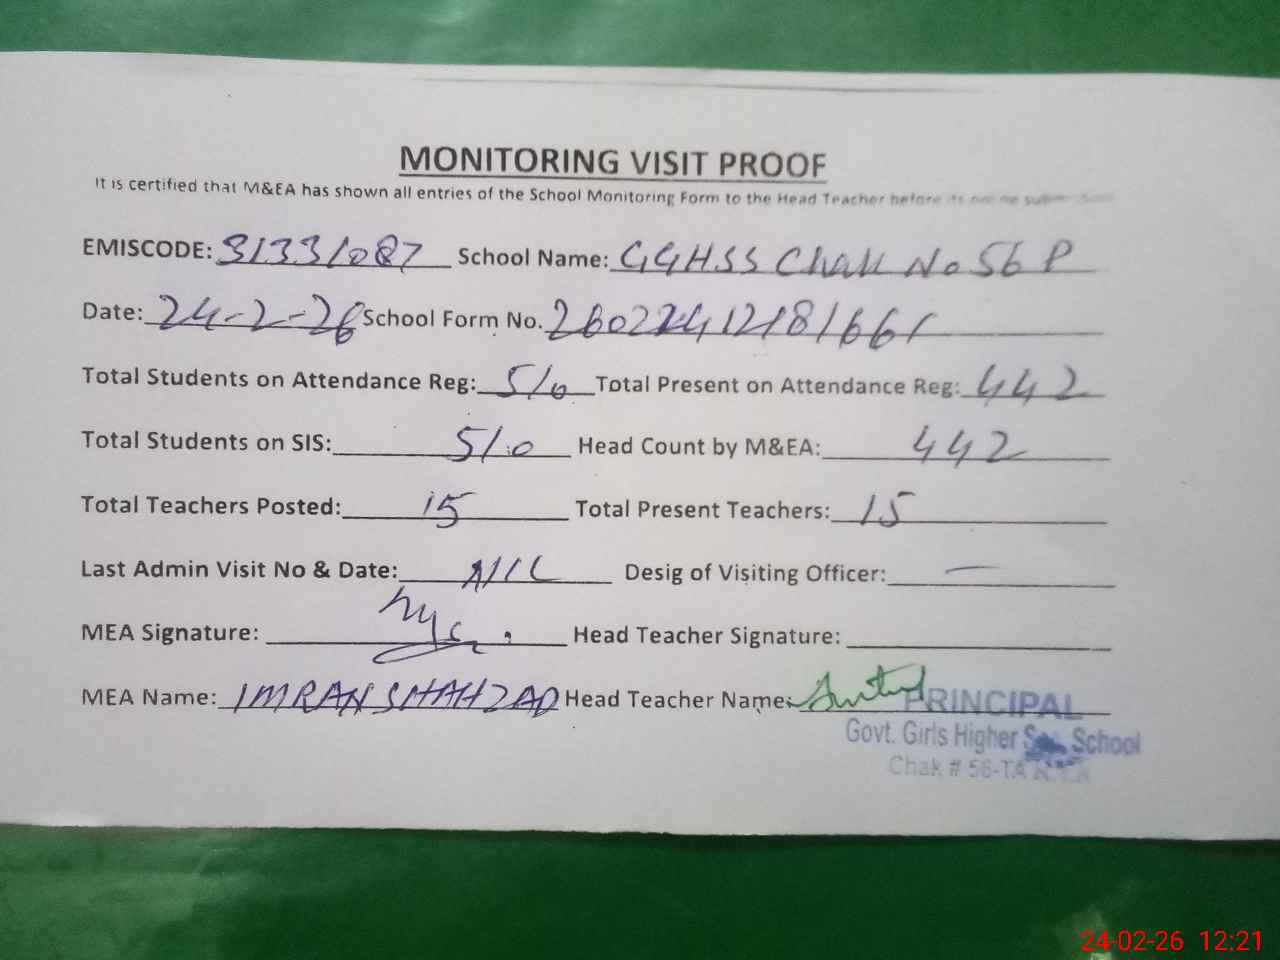 MONITORING VISIT PROOF
It is certified that M&EA has shown all entries of the School Monitoring Form to the Head Teacher before its online submission
EMISCODE: 31331087 School Name: GGHSS Chak No 56 P
Date: 24-2-26 School Form No. 26022412181661
Total Students on Attendance Reg: 510 Total Present on Attendance Reg: 442
Total Students on SIS: 510 Head Count by M&EA: 442
Total Teachers Posted: 15 Total Present Teachers: 15
Last Admin Visit No & Date: NIL Desig of Visiting Officer: —
MEA Signature: Head Teacher Signature:
MEA Name: IMRAN SHAHZAD Head Teacher Name:
PRINCIPAL
Govt. Girls Higher School
Chak # 56-
24-02-26 12:21